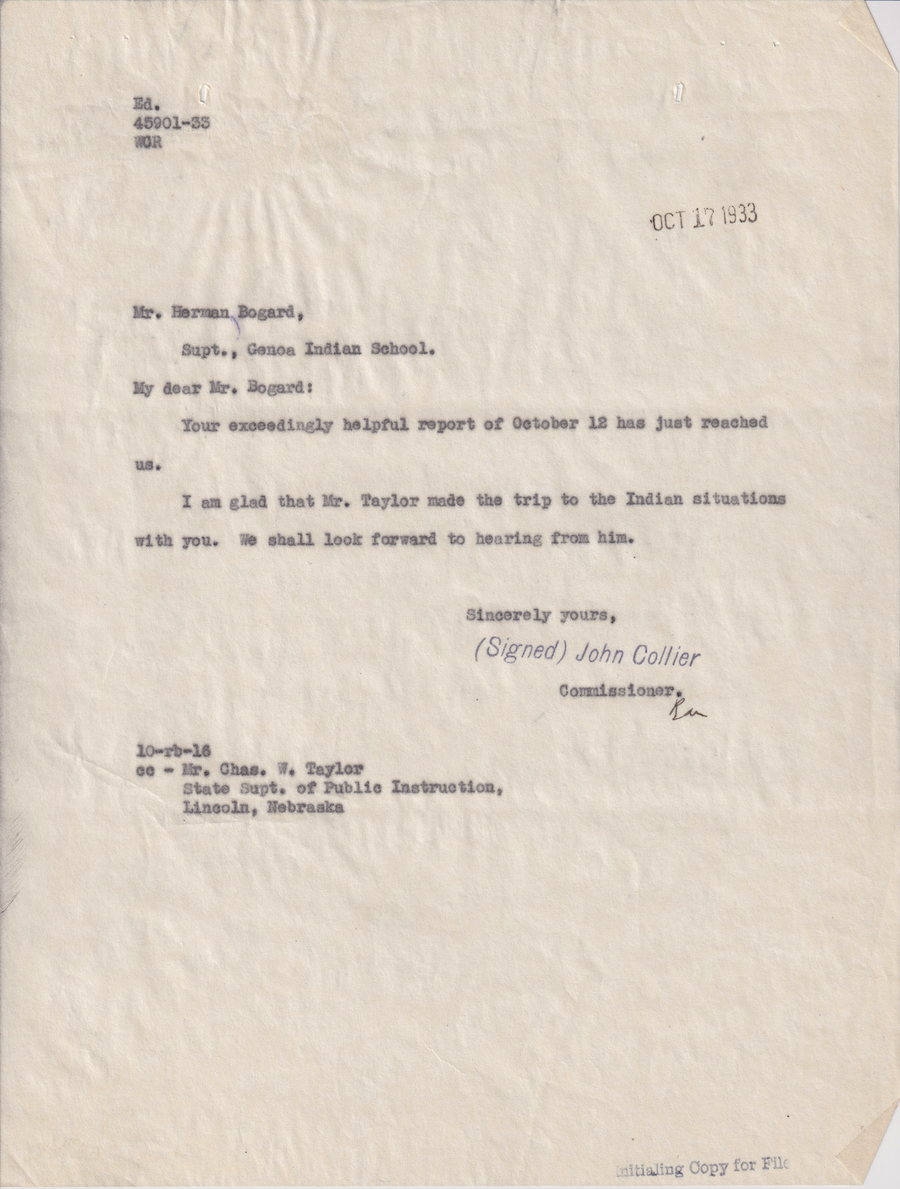 Ed.
45901-33
WCR
OCT 17 1933
Mr. Herman Bogard,
Supt., Genoa Indian School.
My dear Mr. Bogard:
Your exceedingly helpful report of October 12 has just reached
us.
I am glad that Mr. Taylor made the trip to the Indian situations
with you. We shall look forward to hearing from him.
Sincerely yours,
(Signed) John Collier
Commissioner.
10-rb-16
cc - Mr. Chas. W. Taylor
State Supt. of Public Instruction,
Lincoln, Nebraska
Initialing Copy for File